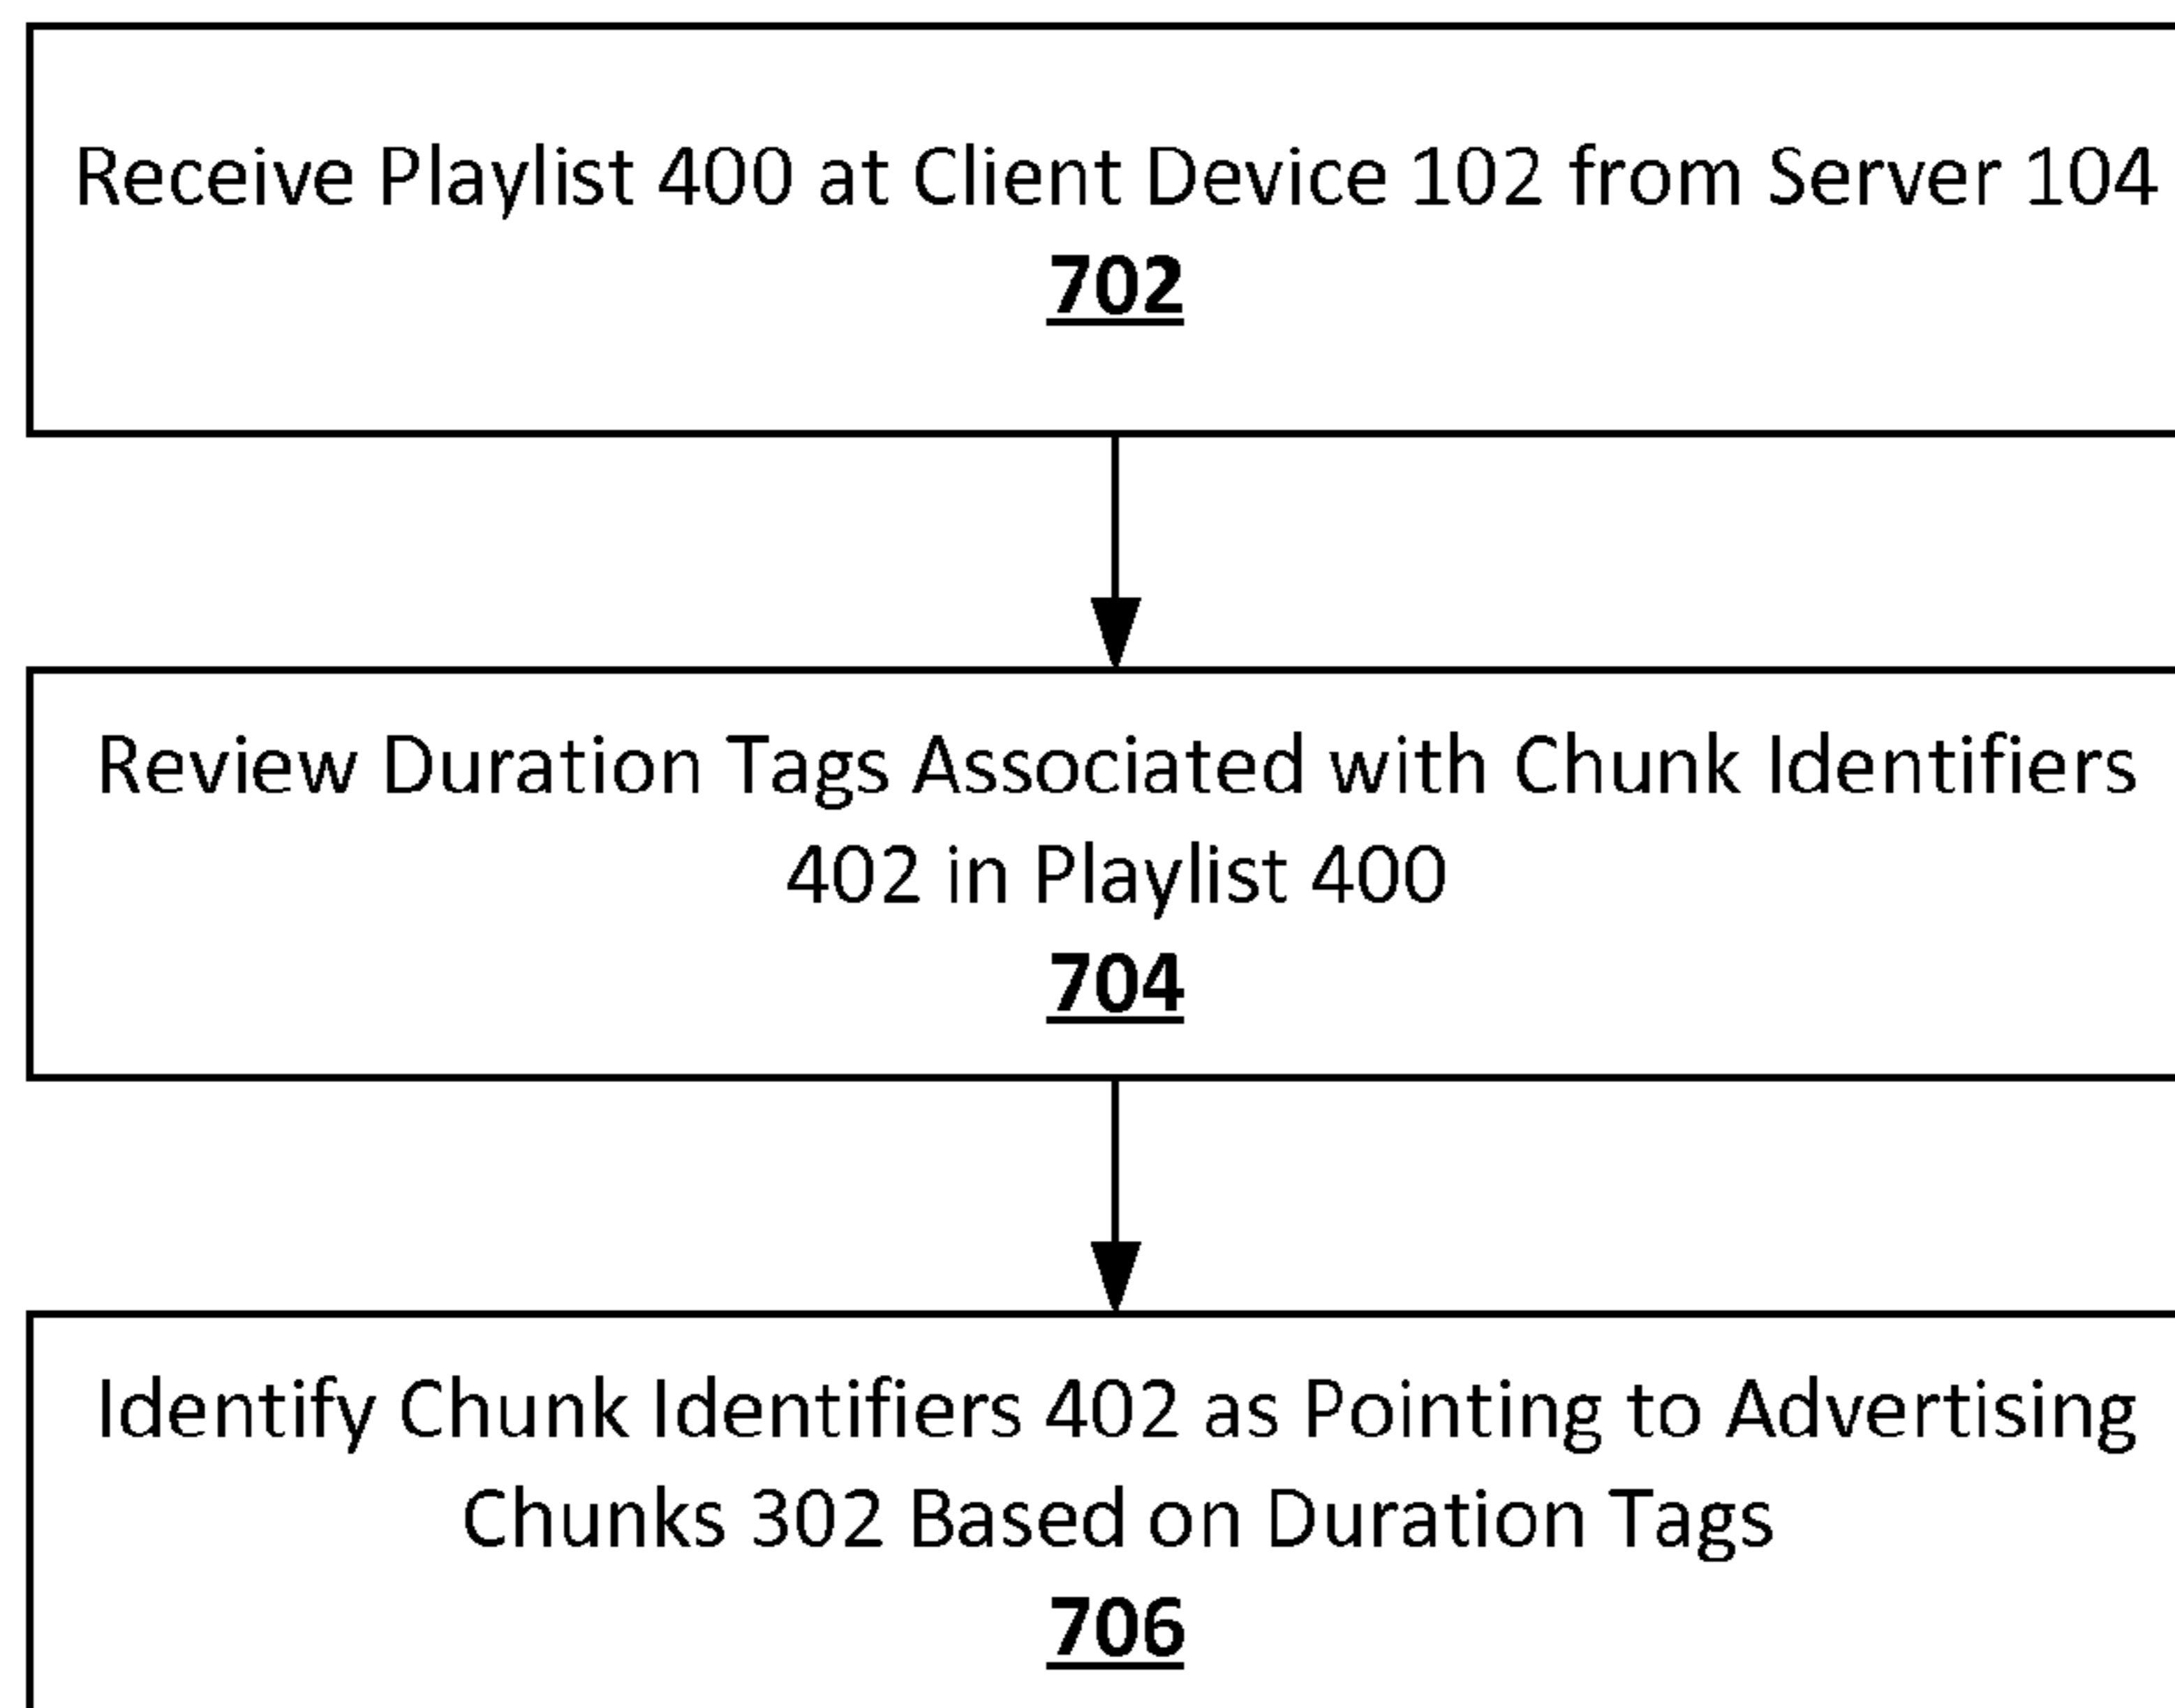 Receive Playlist 400 at Client Device 102 from Server 104
702
Review Duration Tags Associated with Chunk Identifiers
402 in Playlist 400
704
Identify Chunk Identifiers 402 as Pointing to Advertising
Chunks 302 Based on Duration Tags
706